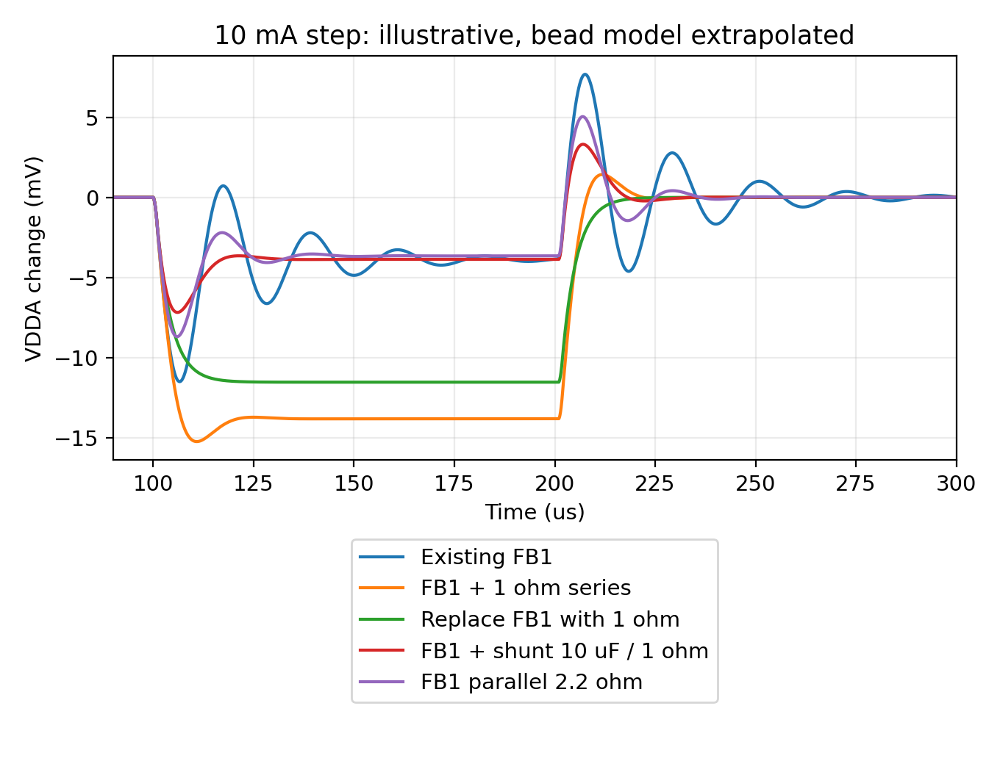 10 mA step: illustrative, bead model extrapolated
VDDA change (mV)
5
0
−5
−10
−15
100 125 150 175 200 225 250 275 300
Time (us)
Existing FB1
FB1 + 1 ohm series
Replace FB1 with 1 ohm
FB1 + shunt 10 uF / 1 ohm
FB1 parallel 2.2 ohm